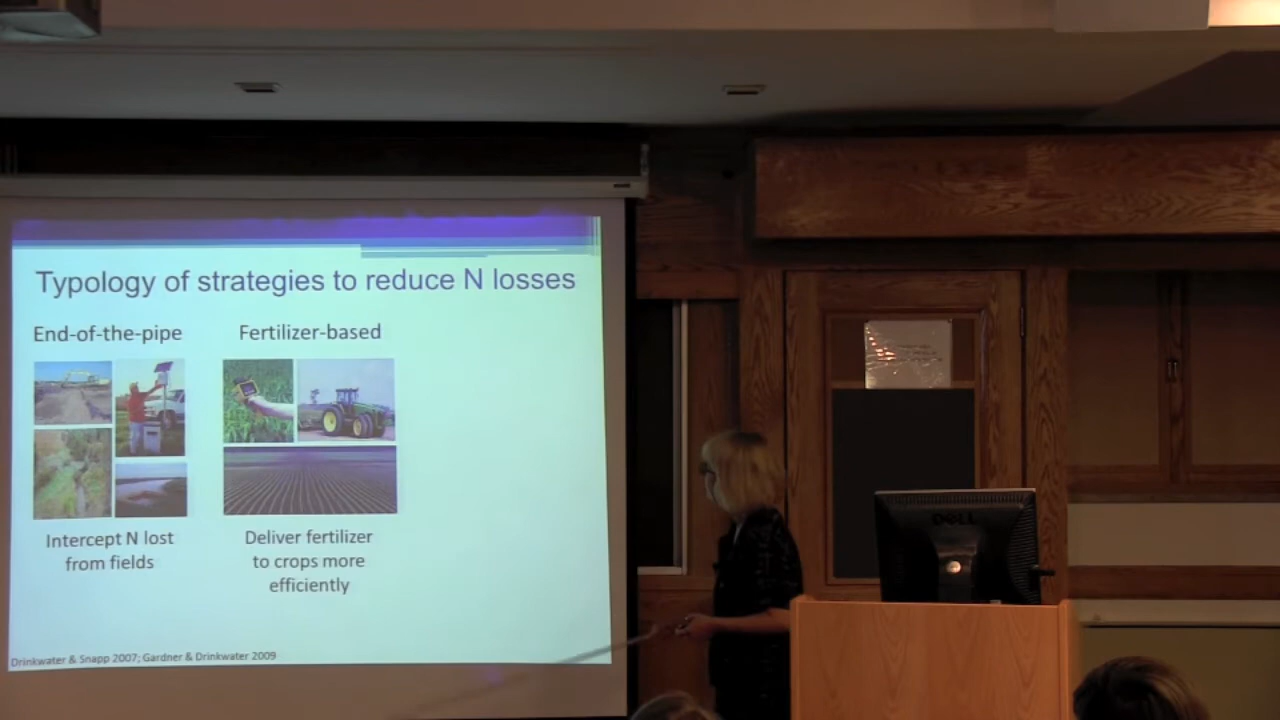 Typology of strategies to reduce N losses
End-of-the-pipe
Fertilizer-based
Intercept N lost
from fields
Deliver fertilizer
to crops more
efficiently
Drinkwater & Snapp 2007; Gardner & Drinkwater 2009
DELL